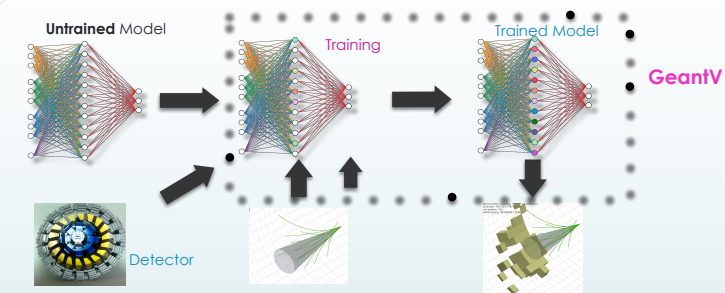 Untrained Model
Training
Trained Model
GeantV
Detector